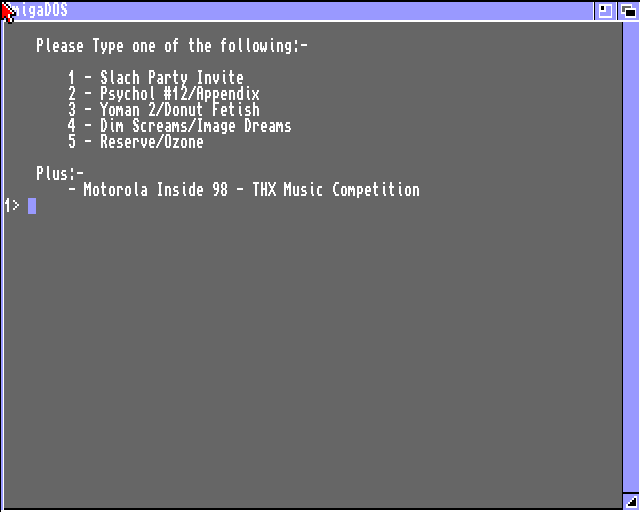 migaDOS
Please Type one of the following:-
1 - Slach Party Invite
2 - Psychol #12/Appendix
3 - Yoman 2/Donut Fetish
4 - Dim Screams/Image Dreams
5 - Reserve/Ozone
Plus:-
- Motorola Inside 98 - THX Music Competition
1>